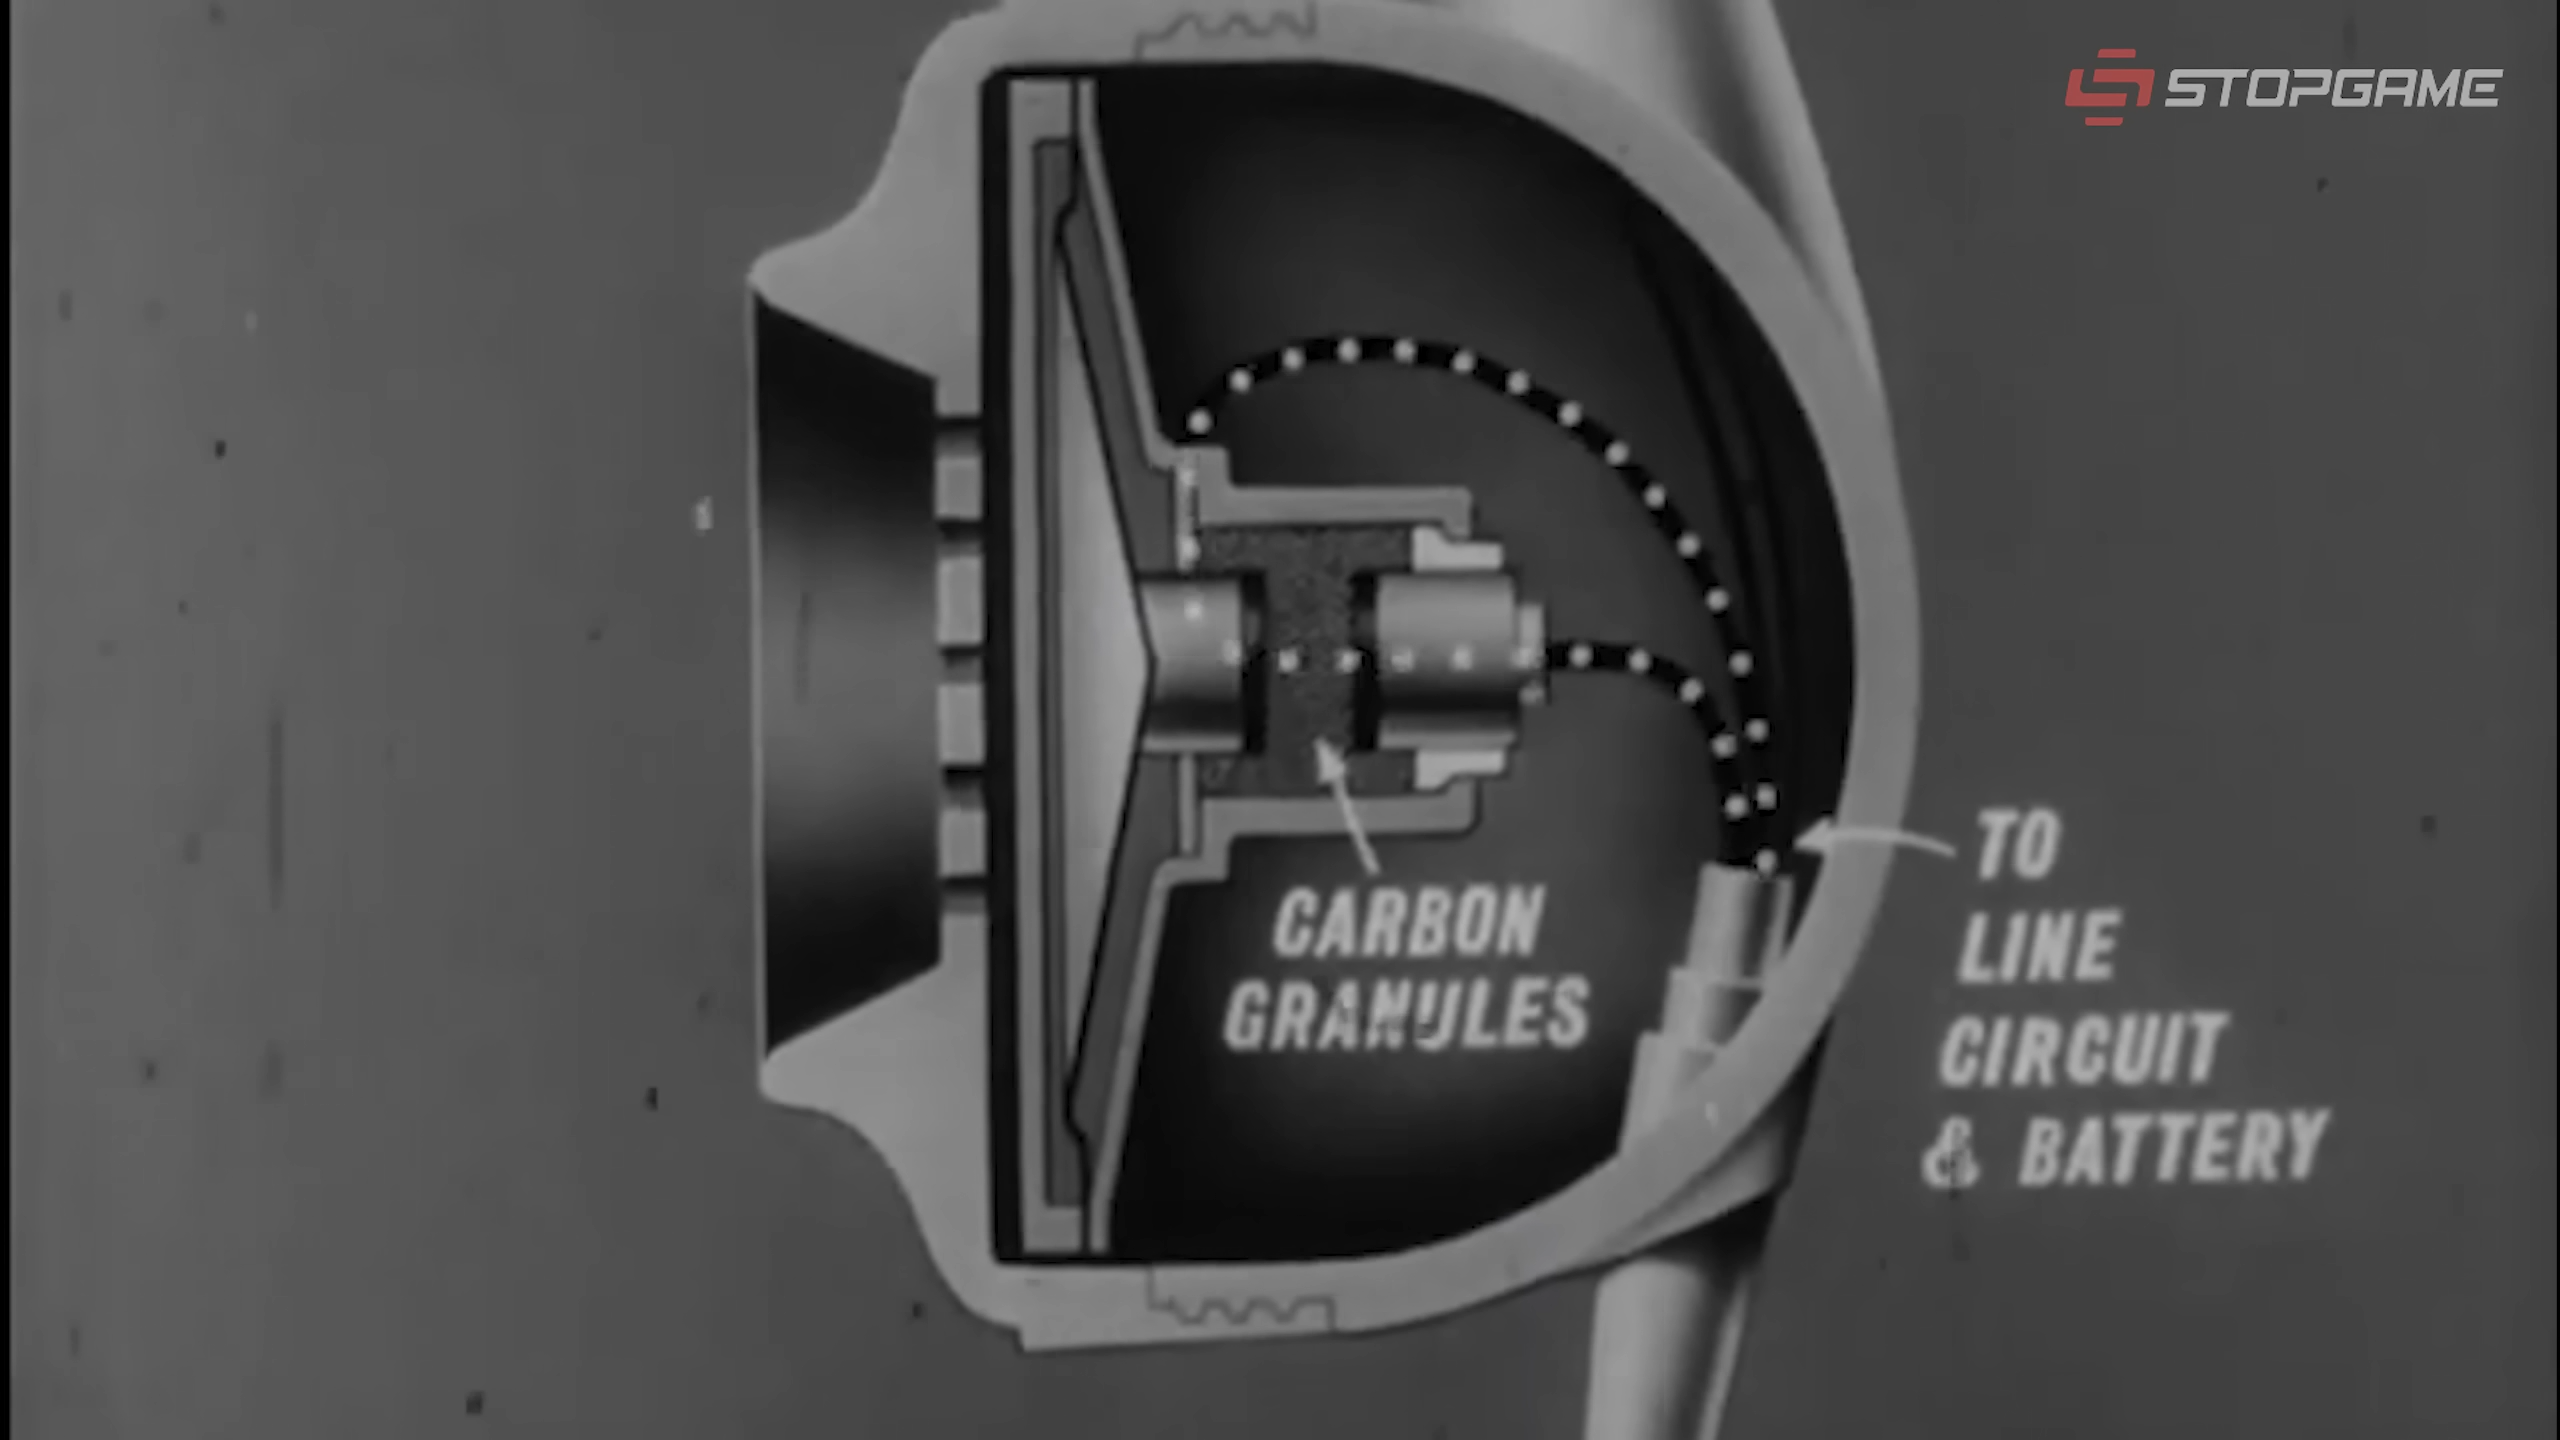 STOPGAME
CARBON
GRANULES
TO
LINE
CIRCUIT
& BATTERY